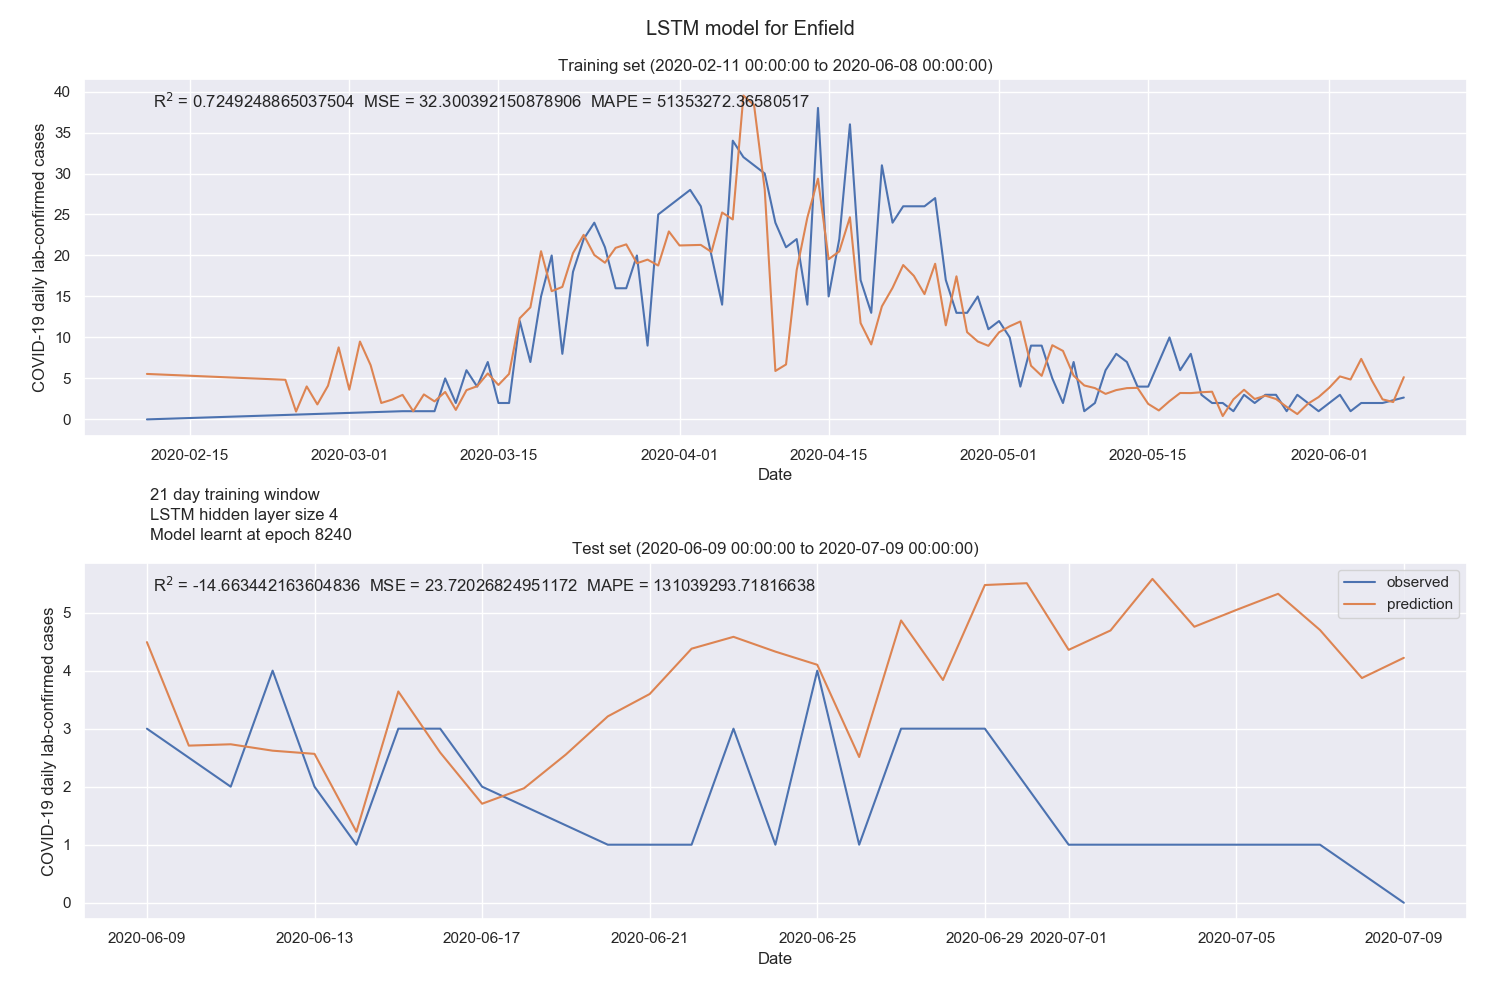 LSTM model for Enfield
Training set (2020-02-11 00:00:00 to 2020-06-08 00:00:00)
R² = 0.7249248865037504 MSE = 32.300392150878906 MAPE = 51353272.36580517
COVID-19 daily lab-confirmed cases
40
35
30
25
20
15
10
5
0
2020-02-15 2020-03-01 2020-03-15 2020-04-01 2020-04-15 2020-05-01 2020-05-15 2020-06-01
Date
21 day training window
LSTM hidden layer size 4
Model learnt at epoch 8240
Test set (2020-06-09 00:00:00 to 2020-07-09 00:00:00)
R² = -14.663442163604836 MSE = 23.72026824951172 MAPE = 131039293.71816638
observed
prediction
COVID-19 daily lab-confirmed cases
5
4
3
2
1
0
2020-06-09 2020-06-13 2020-06-17 2020-06-21 2020-06-25 2020-06-29 2020-07-01 2020-07-05 2020-07-09
Date